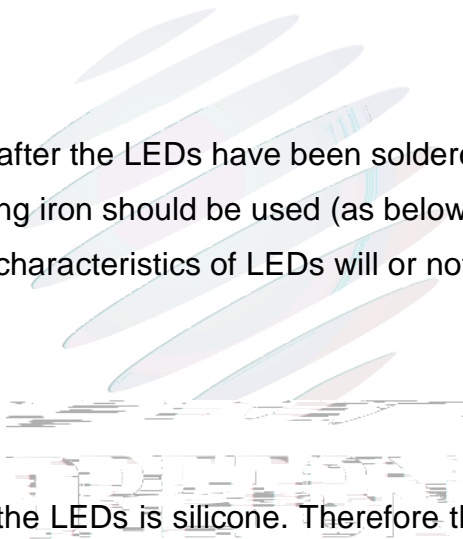 after the LEDs have been soldere
ng iron should be used (as below
characteristics of LEDs will or no
the LEDs is silicone. Therefore th